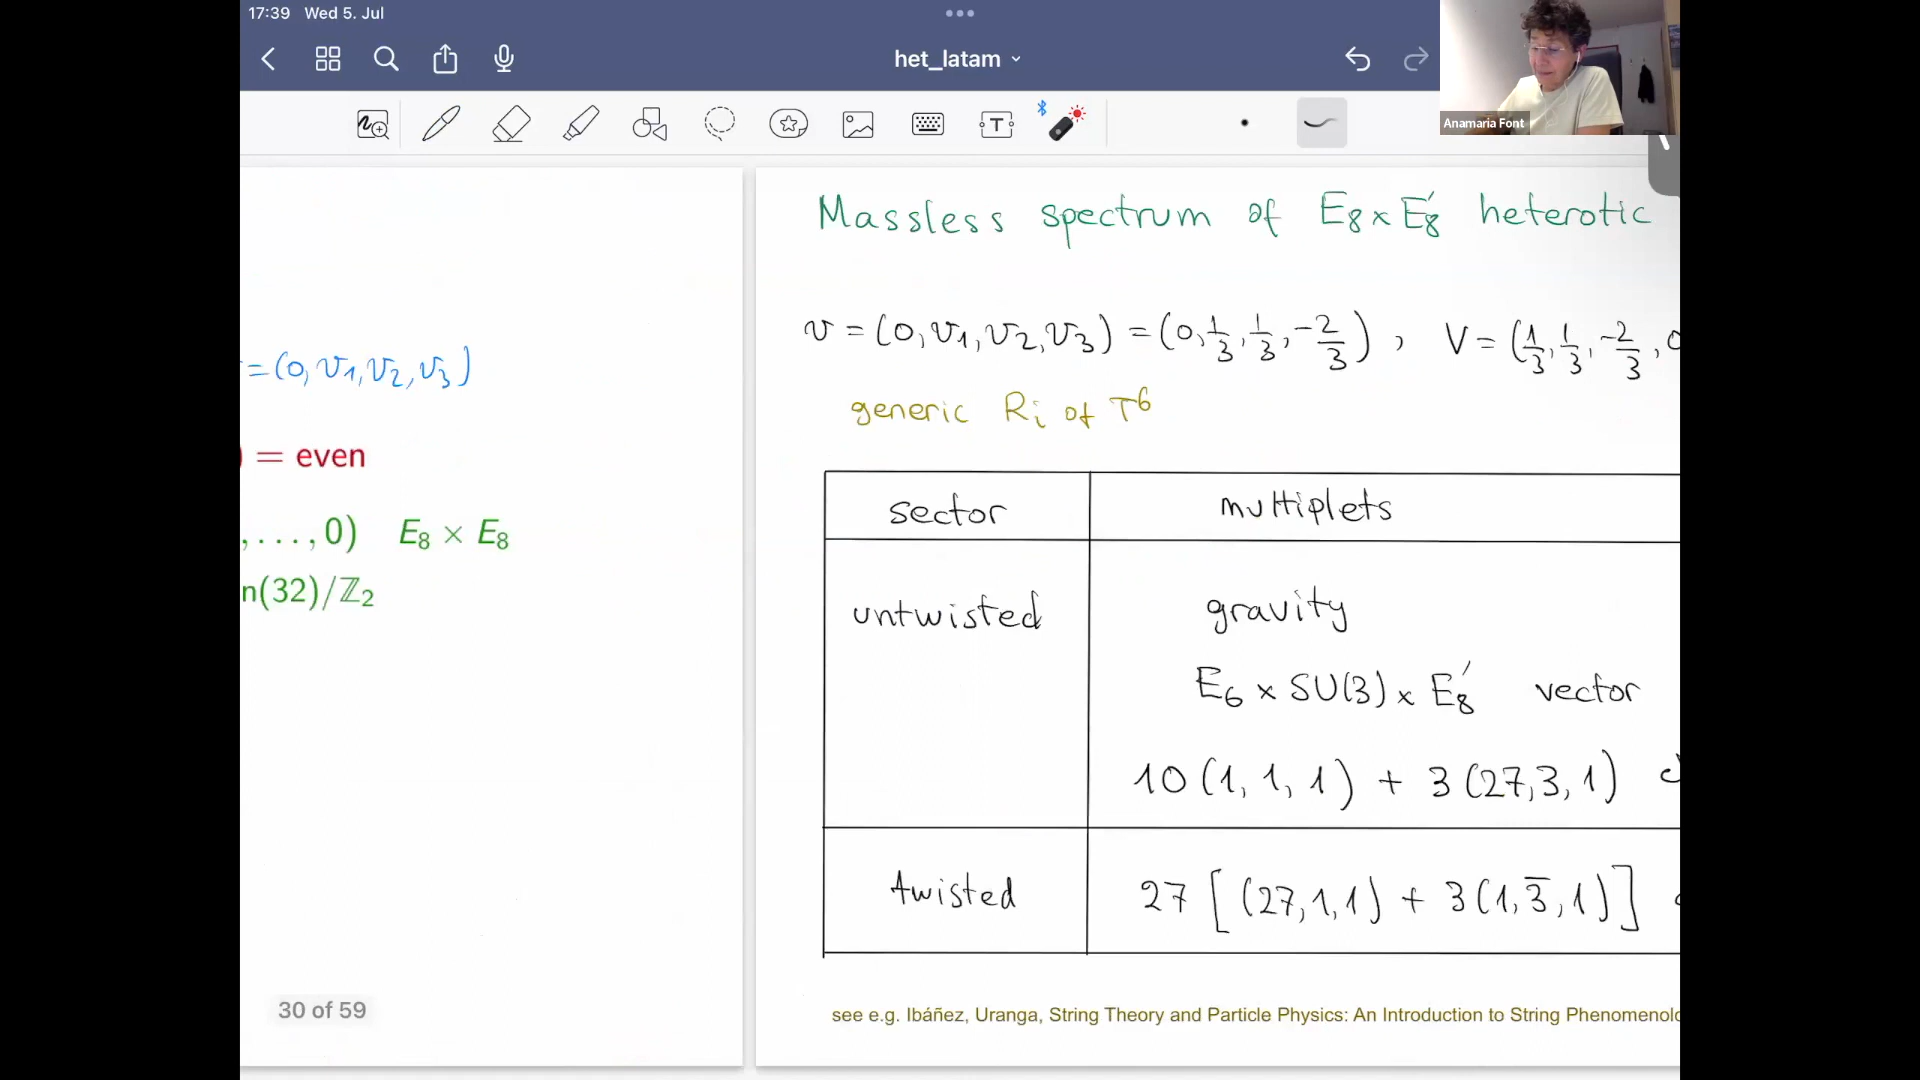 17:39 Wed 5. Jul
het_latam
Anamaria Font
= (0, v1, v2, v3)
) = even
, . . . , 0) E8 × E8
n(32)/ℤ2
30 of 59
Massless spectrum of E8 × E8′ heterotic
v = (0, v1, v2, v3) = (0, 1/3, 1/3, -2/3) , V = (1/3, 1/3, -2/3, 0
generic Ri of T⁶
sector multiplets
untwisted gravity
E6 × SU(3) × E8′ vector
10 (1, 1, 1) + 3 (27, 3, 1)
twisted 27 [(27, 1, 1) + 3 (1, 3̅, 1)]
see e.g. Ibáñez, Uranga, String Theory and Particle Physics: An Introduction to String Phenomenolo